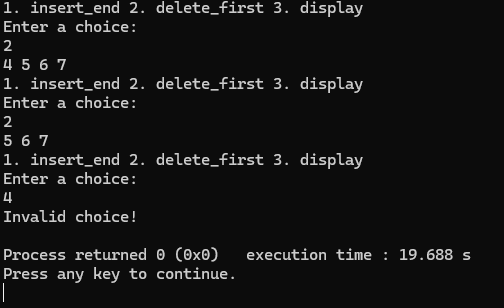 1. insert_end 2. delete_first 3. display
Enter a choice:
2
4 5 6 7
1. insert_end 2. delete_first 3. display
Enter a choice:
2
5 6 7
1. insert_end 2. delete_first 3. display
Enter a choice:
4
Invalid choice!

Process returned 0 (0x0)   execution time : 19.688 s
Press any key to continue.